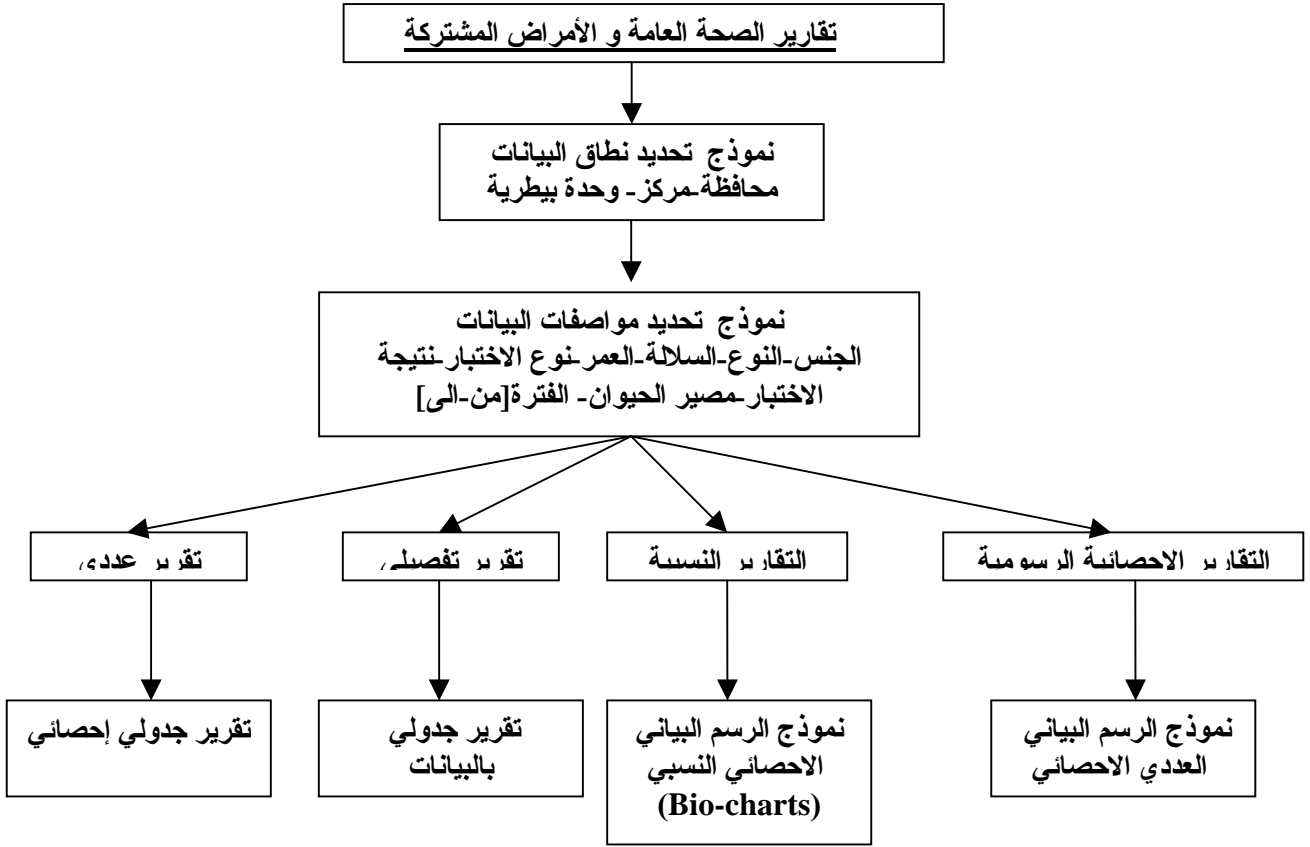 تقارير الصحة العامة و الأمراض المشتركة
نموذج تحديد نطاق البيانات
محافظة-مركز- وحدة بيطرية
نموذج تحديد مواصفات البيانات
الجنس-النوع-السلالة-العمر-نوع الاختبار-نتيجة
الاختبار-مصير الحيوان- الفترة[من-الى]
التقارير الاحصائية الرسومية
التقارير النسبية
تقرير تفصيلي
تقرير عددي
نموذج الرسم البياني
العددي الاحصائي
نموذج الرسم البياني
الاحصائي النسبي
(Bio-charts)
تقرير جدولي
بالبيانات
تقرير جدولي إحصائي